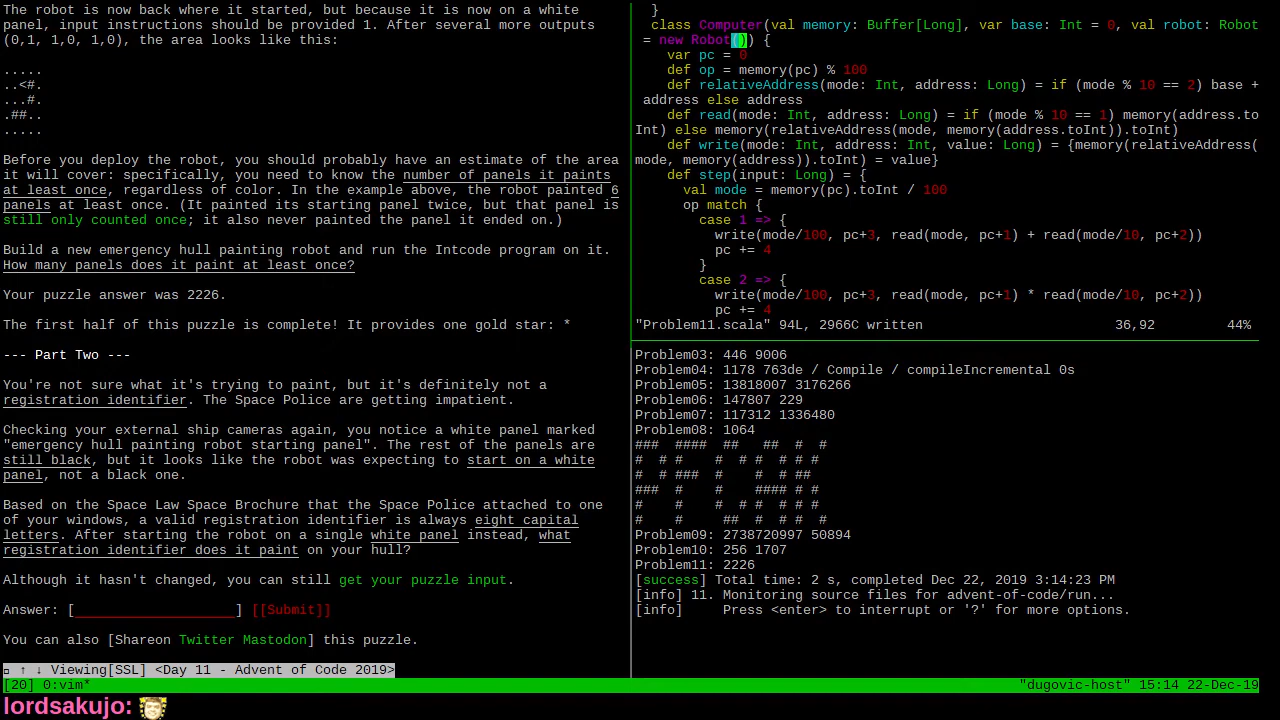 The robot is now back where it started, but because it is now on a white
panel, input instructions should be provided 1. After several more outputs
(0,1, 1,0, 1,0), the area looks like this:
.....
..<#.
...#.
.##..
.....
Before you deploy the robot, you should probably have an estimate of the area
it will cover: specifically, you need to know the number of panels it paints
at least once, regardless of color. In the example above, the robot painted 6
panels at least once. (It painted its starting panel twice, but that panel is
still only counted once; it also never painted the panel it ended on.)
Build a new emergency hull painting robot and run the Intcode program on it.
How many panels does it paint at least once?
Your puzzle answer was 2226.
The first half of this puzzle is complete! It provides one gold star: *
--- Part Two ---
You're not sure what it's trying to paint, but it's definitely not a
registration identifier. The Space Police are getting impatient.
Checking your external ship cameras again, you notice a white panel marked
"emergency hull painting robot starting panel". The rest of the panels are
still black, but it looks like the robot was expecting to start on a white
panel, not a black one.
Based on the Space Law Space Brochure that the Space Police attached to one
of your windows, a valid registration identifier is always eight capital
letters. After starting the robot on a single white panel instead, what
registration identifier does it paint on your hull?
Although it hasn't changed, you can still get your puzzle input.
Answer: [____________________] [[Submit]]
You can also [Shareon Twitter Mastodon] this puzzle.
↑ ↓ Viewing[SSL] <Day 11 - Advent of Code 2019>
  }
  class Computer(val memory: Buffer[Long], var base: Int = 0, val robot: Robot
 = new Robot()) {
    var pc = 0
    def op = memory(pc) % 100
    def relativeAddress(mode: Int, address: Long) = if (mode % 10 == 2) base +
 address else address
    def read(mode: Int, address: Long) = if (mode % 10 == 1) memory(address.to
Int) else memory(relativeAddress(mode, memory(address.toInt)).toInt)
    def write(mode: Int, address: Int, value: Long) = {memory(relativeAddress(
mode, memory(address)).toInt) = value}
    def step(input: Long) = {
      val mode = memory(pc).toInt / 100
      op match {
        case 1 => {
          write(mode/100, pc+3, read(mode, pc+1) + read(mode/10, pc+2))
          pc += 4
        }
        case 2 => {
          write(mode/100, pc+3, read(mode, pc+1) * read(mode/10, pc+2))
          pc += 4
"Problem11.scala" 94L, 2966C written                        36,92         44%
Problem03: 446 9006
Problem04: 1178 763de / Compile / compileIncremental 0s
Problem05: 13818007 3176266
Problem06: 147807 229
Problem07: 117312 1336480
Problem08: 1064
###  ####  ##   ##  #  #
#  # #    #  # #  # # #
#  # ###  #    #  # ##
###  #    #    #### # #
#    #    #  # #  # # #
#    #     ##  #  # #  #
Problem09: 2738720997 50894
Problem10: 256 1707
Problem11: 2226
[success] Total time: 2 s, completed Dec 22, 2019 3:14:23 PM
[info] 11. Monitoring source files for advent-of-code/run...
[info]     Press <enter> to interrupt or '?' for more options.
[20] 0:vim*
"dugovic-host" 15:14 22-Dec-19
lordsakujo: